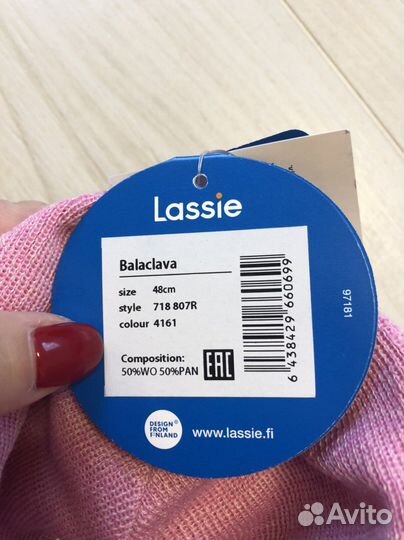 Lassie
Balaclava
size 48cm
style 718 807R
colour 4161
Composition:
50%WO 50%PAN
EAC
6 438429 660699
97181
DESIGN
FROM
FINLAND
www.lassie.fi
Avito